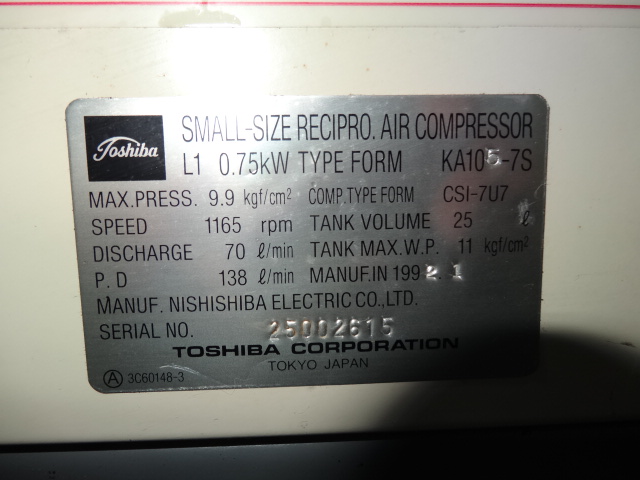 Toshiba
SMALL-SIZE RECIPRO. AIR COMPRESSOR
L1 0.75kW TYPE FORM KA105-7S
MAX.PRESS. 9.9 kgf/cm² COMP.TYPE FORM CSI-7U7
SPEED 1165 rpm TANK VOLUME 25 ℓ
DISCHARGE 70 ℓ/min TANK MAX.W.P. 11 kgf/cm²
P.D 138 ℓ/min MANUF.IN 1992.1
MANUF. NISHISHIBA ELECTRIC CO.,LTD.
SERIAL NO. 25002615
TOSHIBA CORPORATION
TOKYO JAPAN
A 3C60148-3